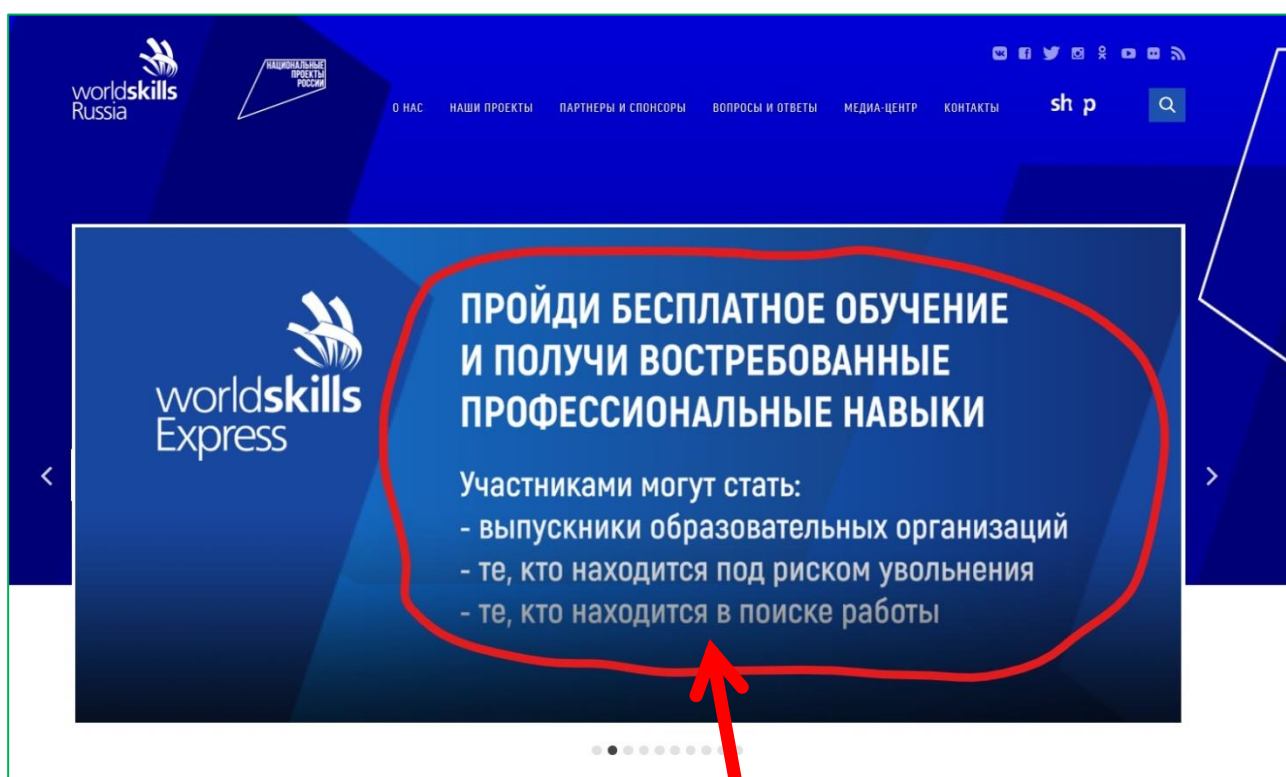 worldskills
Russia
НАЦИОНАЛЬНЫЕ
ПРОЕКТЫ
РОССИИ
О НАС НАШИ ПРОЕКТЫ ПАРТНЕРЫ И СПОНСОРЫ ВОПРОСЫ И ОТВЕТЫ МЕДИА-ЦЕНТР КОНТАКТЫ sh p
worldskills
Express
ПРОЙДИ БЕСПЛАТНОЕ ОБУЧЕНИЕ
И ПОЛУЧИ ВОСТРЕБОВАННЫЕ
ПРОФЕССИОНАЛЬНЫЕ НАВЫКИ
Участниками могут стать:
- выпускники образовательных организаций
- те, кто находится под риском увольнения
- те, кто находится в поиске работы